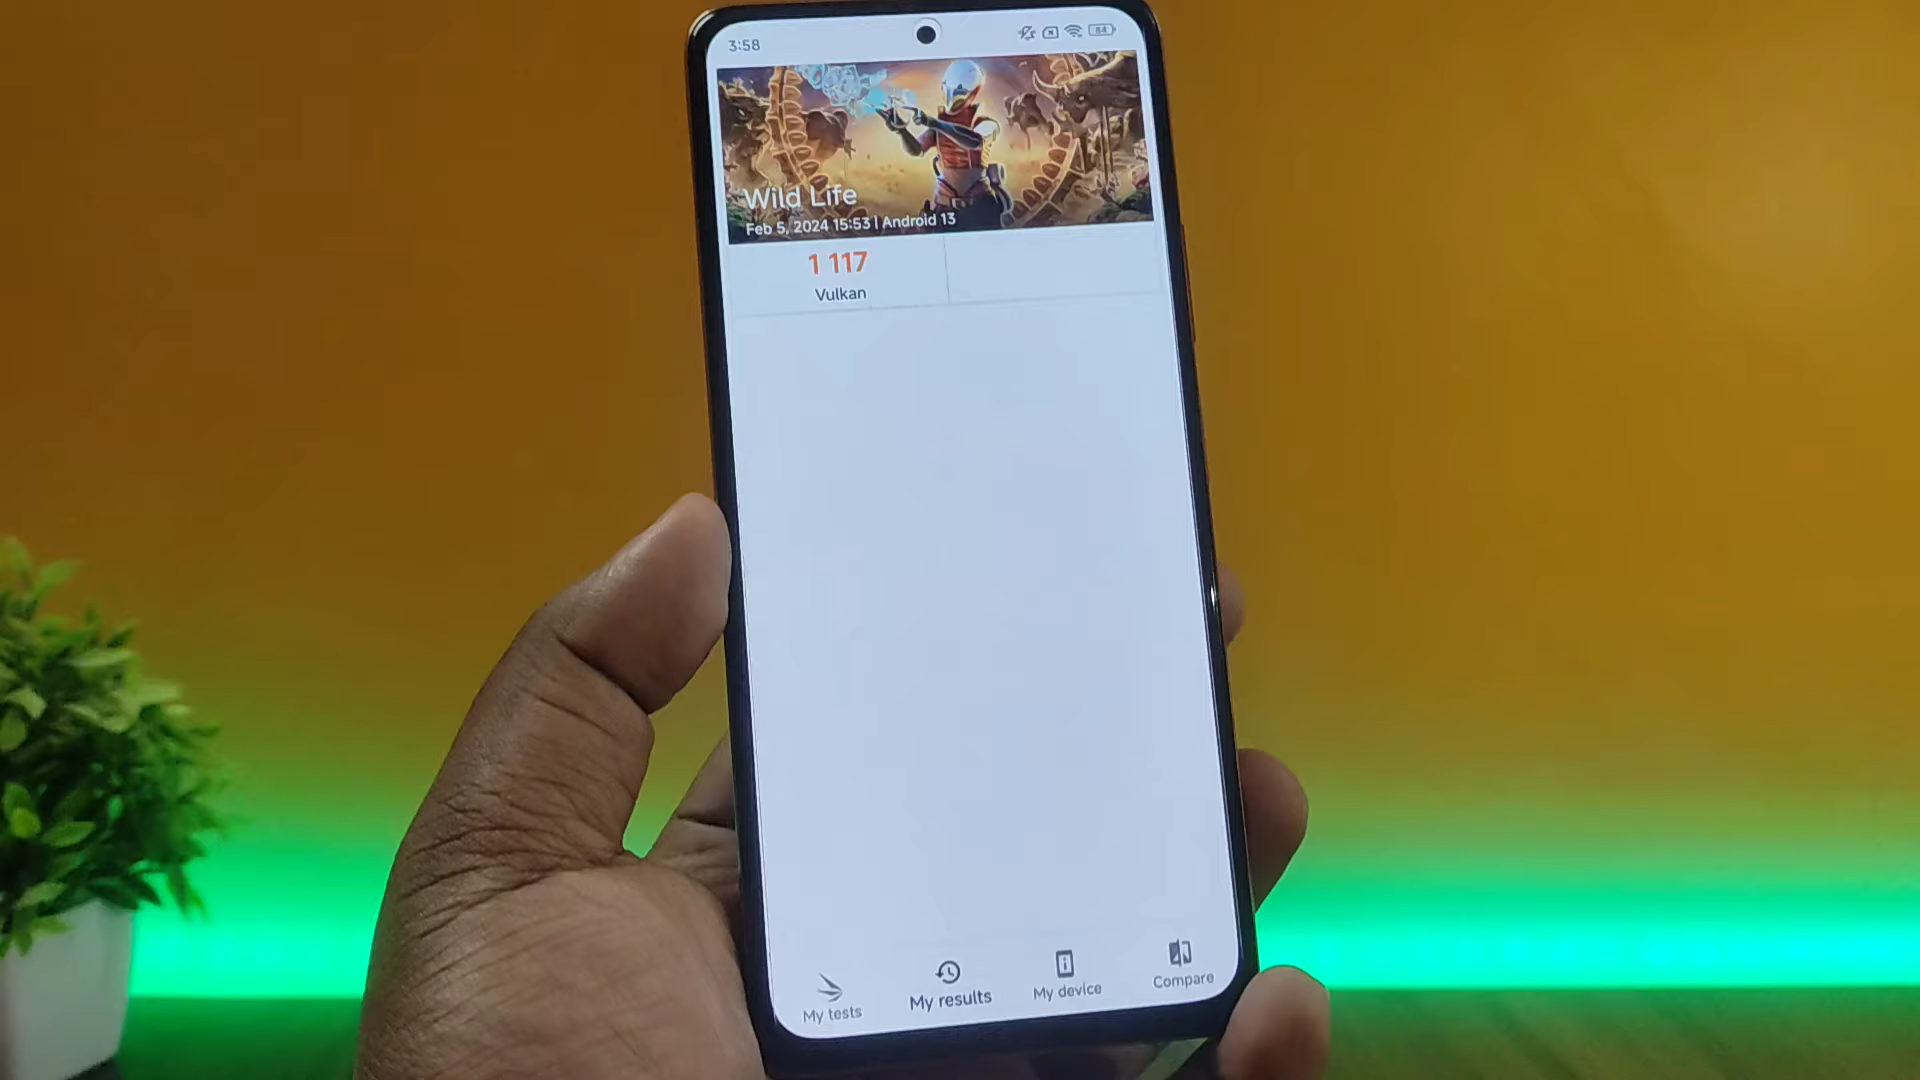 3:58
84
Wild Life
Feb 5, 2024 15:53 | Android 13
1 117
Vulkan
My tests
My results
My device
Compare